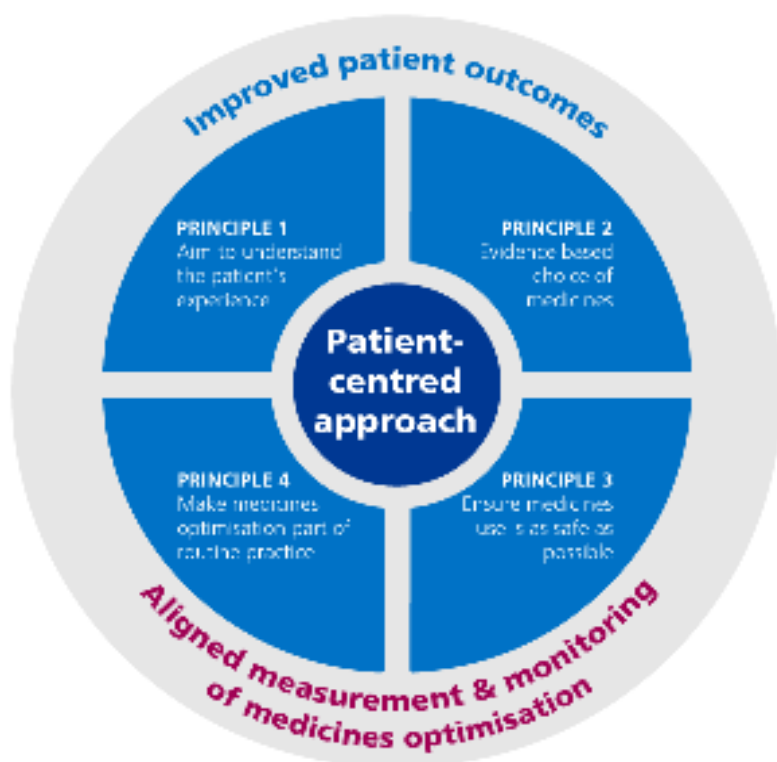 Improved patient outcomes
PRINCIPLE 1
Aim to understand
the patient's
experience
PRINCIPLE 2
Evidence based
choice of
medicines
Patient-
centred
approach
PRINCIPLE 4
Make medicines
optimisation part of
routine practice
PRINCIPLE 3
Ensure medicines
use is as safe as
possible
Aligned measurement & monitoring
of medicines optimisation